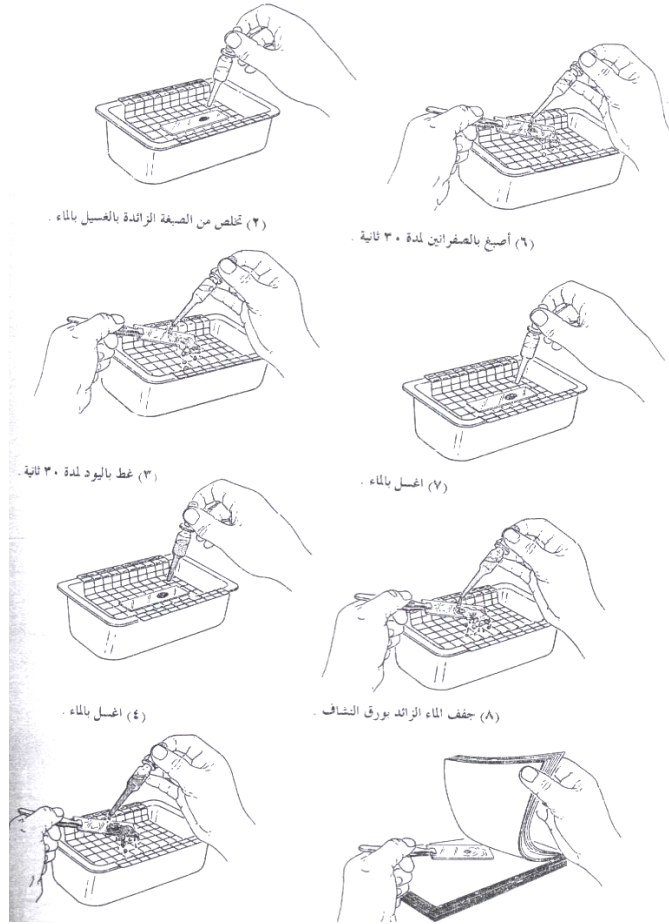 (٢) تخلص من الصبغة الزائدة بالغسيل بالماء .
(٦) أصبغ بالصفرانين لمدة ٣٠ ثانية .
(٣) غط باليود لمدة ٣٠ ثانية .
(٧) اغسل بالماء .
(٤) اغسل بالماء .
(٨) جفف الماء الزائد بورق النشاف .